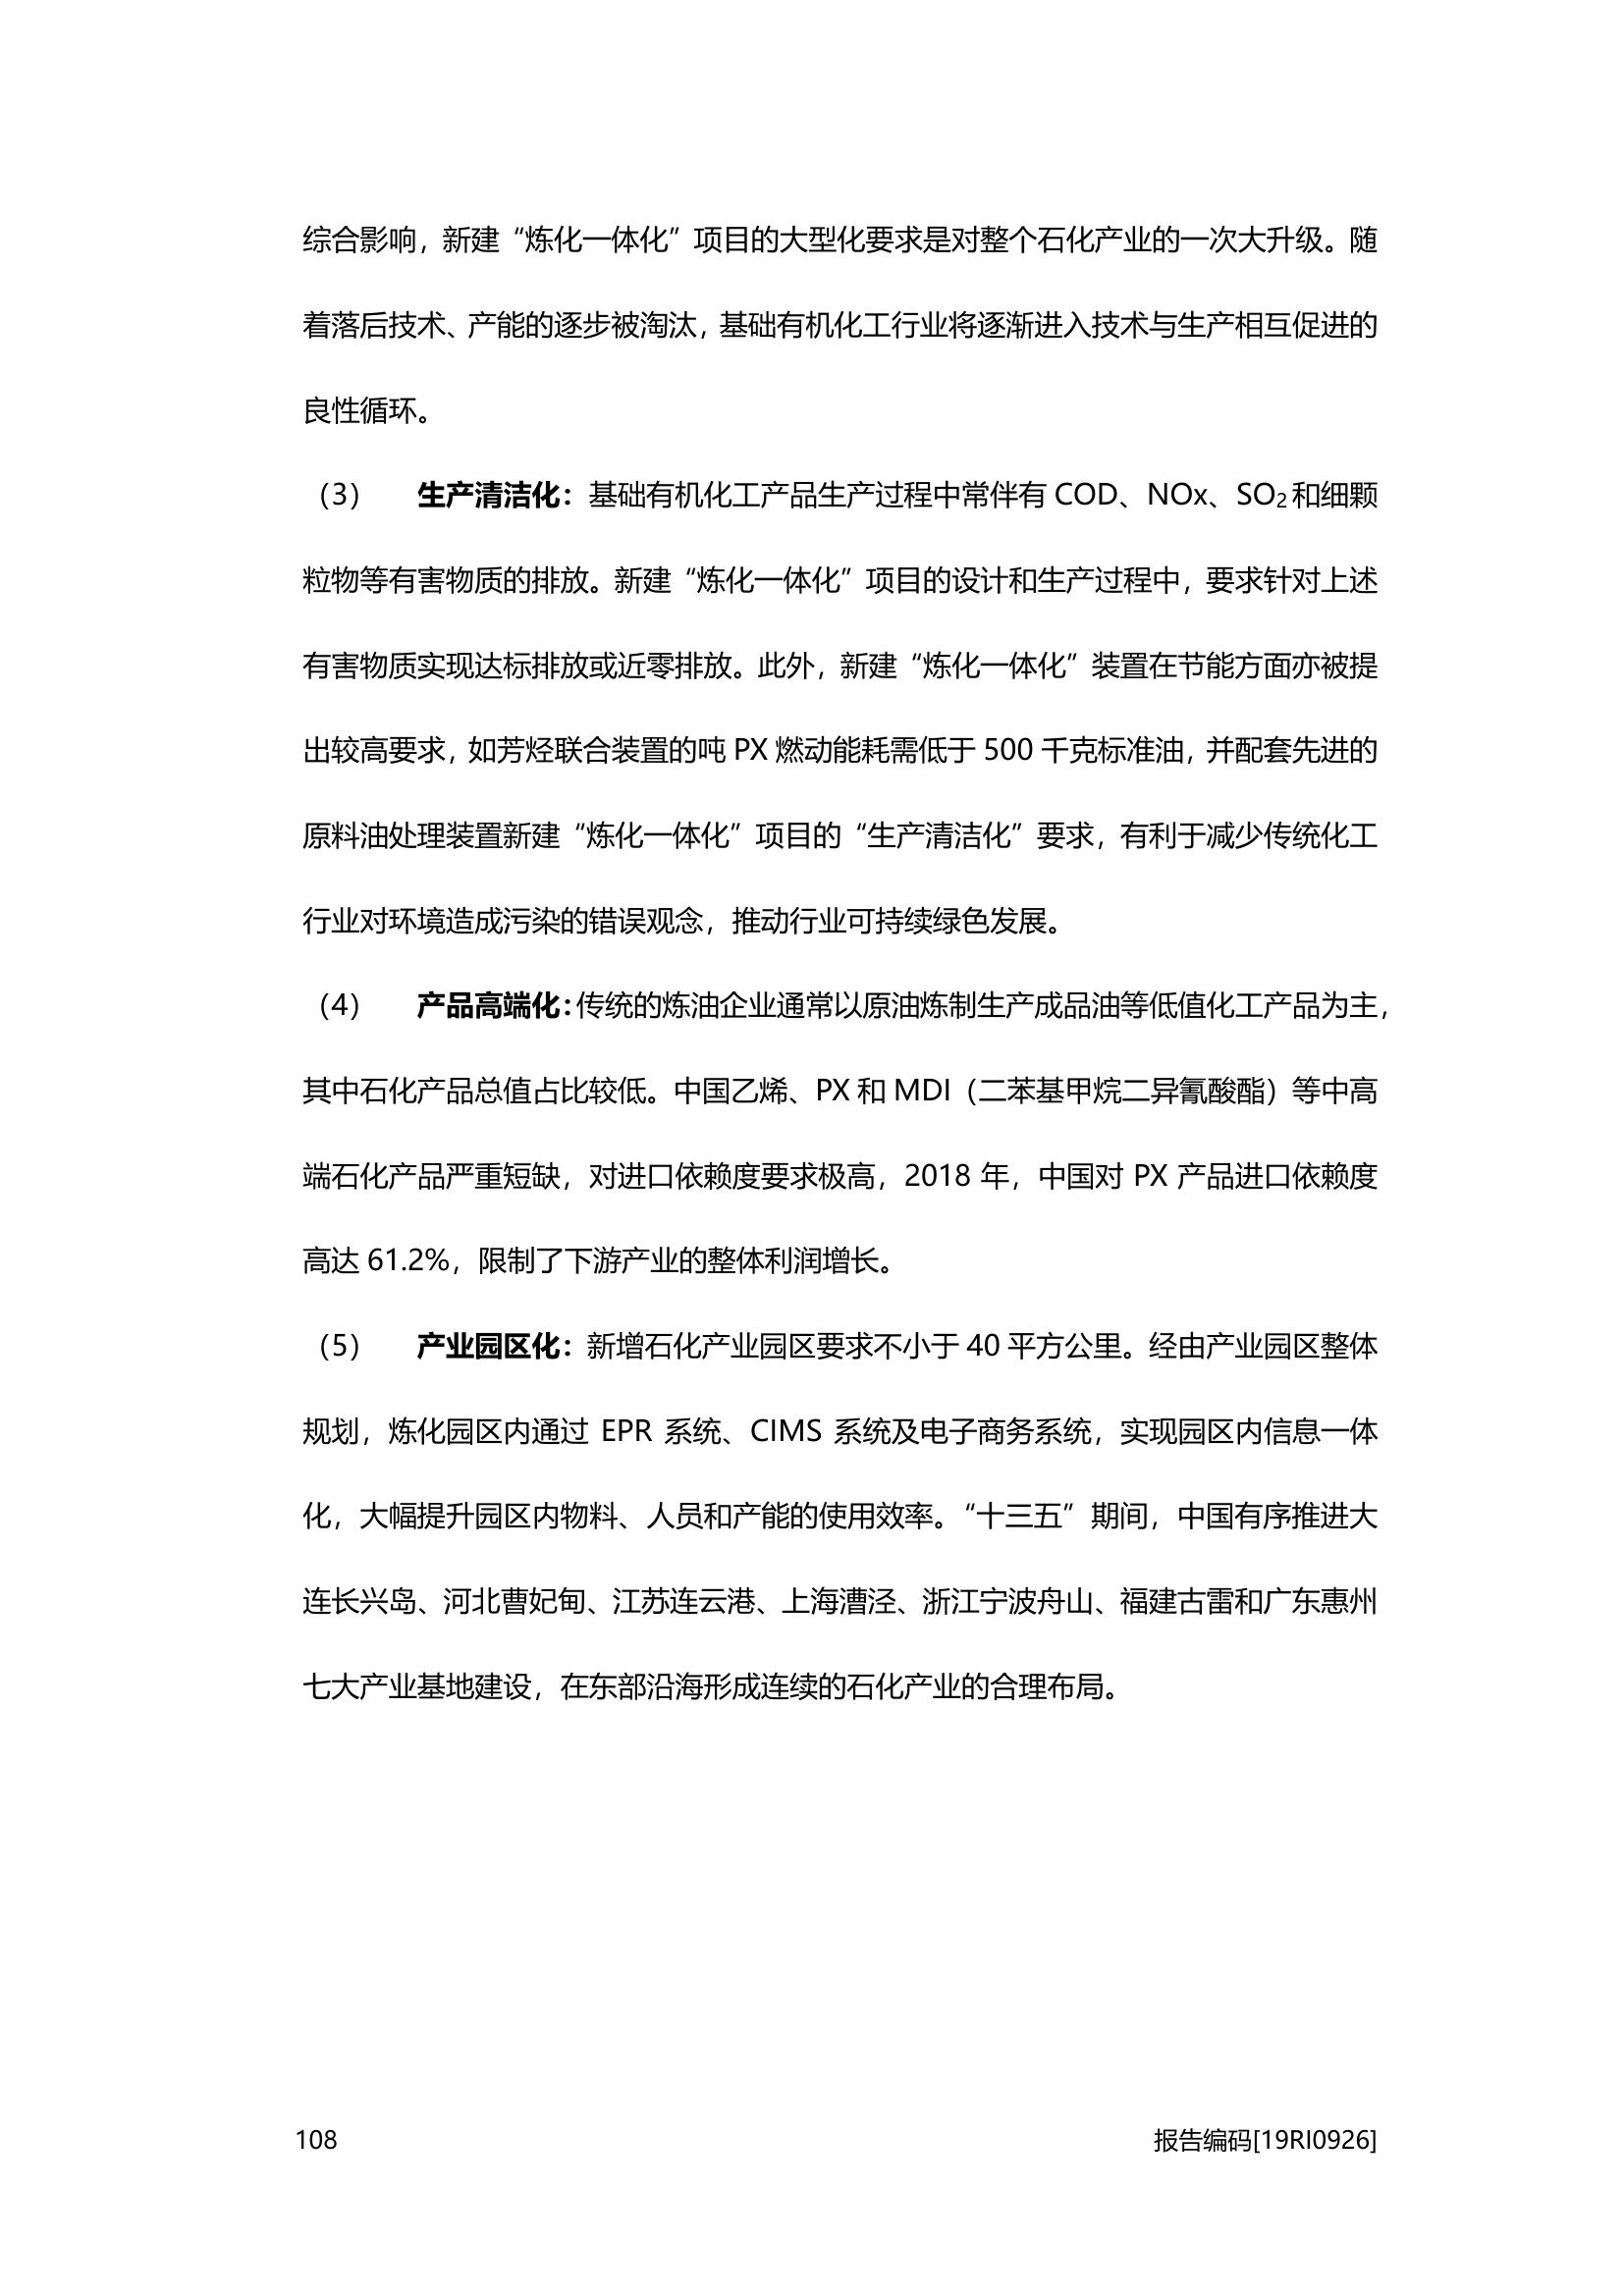 综合影响，新建“炼化一体化”项目的大型化要求是对整个石化产业的一次大升级。随
着落后技术、产能的逐步被淘汰，基础有机化工行业将逐渐进入技术与生产相互促进的
良性循环。
（3） 生产清洁化：基础有机化工产品生产过程中常伴有 COD、NOx、SO₂和细颗
粒物等有害物质的排放。新建“炼化一体化”项目的设计和生产过程中，要求针对上述
有害物质实现达标排放或近零排放。此外，新建“炼化一体化”装置在节能方面亦被提
出较高要求，如芳烃联合装置的吨 PX 燃动能耗需低于 500 千克标准油，并配套先进的
原料油处理装置新建“炼化一体化”项目的“生产清洁化”要求，有利于减少传统化工
行业对环境造成污染的错误观念，推动行业可持续绿色发展。
（4） 产品高端化：传统的炼油企业通常以原油炼制生产成品油等低值化工产品为主，
其中石化产品总值占比较低。中国乙烯、PX 和 MDI（二苯基甲烷二异氰酸酯）等中高
端石化产品严重短缺，对进口依赖度要求极高，2018 年，中国对 PX 产品进口依赖度
高达 61.2%，限制了下游产业的整体利润增长。
（5） 产业园区化：新增石化产业园区要求不小于 40 平方公里。经由产业园区整体
规划，炼化园区内通过 EPR 系统、CIMS 系统及电子商务系统，实现园区内信息一体
化，大幅提升园区内物料、人员和产能的使用效率。“十三五”期间，中国有序推进大
连长兴岛、河北曹妃甸、江苏连云港、上海漕泾、浙江宁波舟山、福建古雷和广东惠州
七大产业基地建设，在东部沿海形成连续的石化产业的合理布局。
108 报告编码[19RI0926]